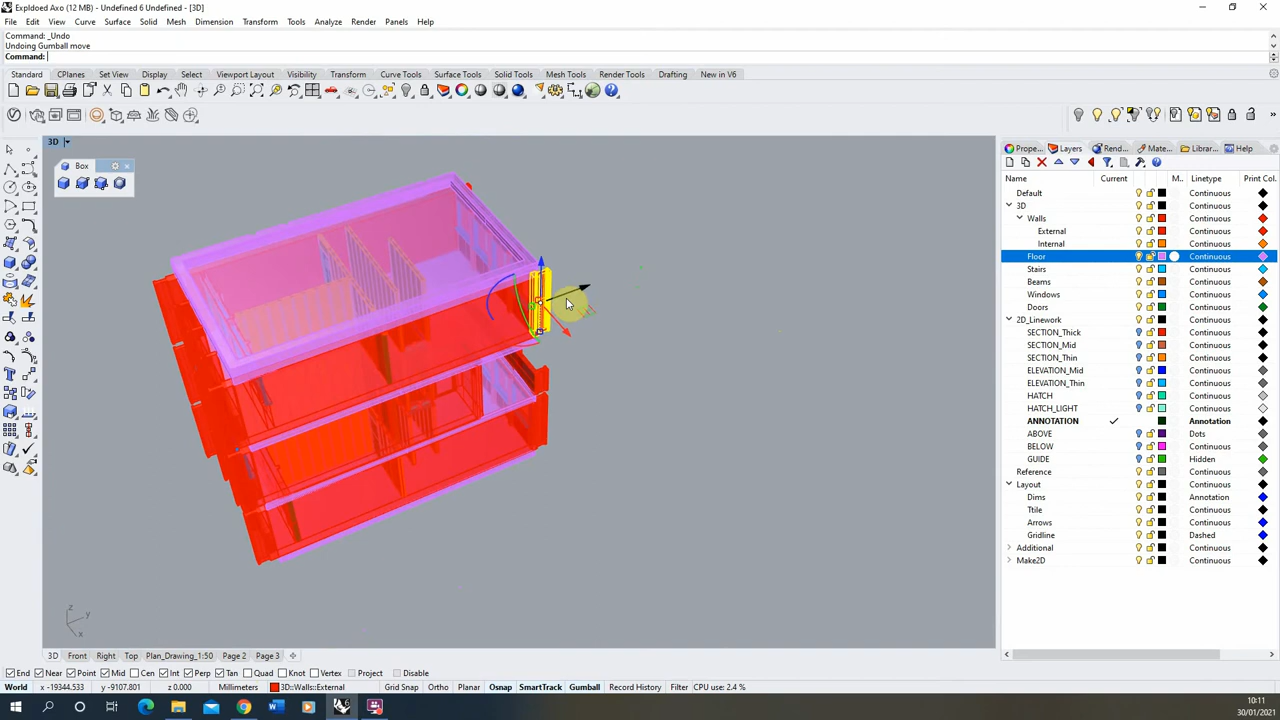 Expldoed Axo (12 MB) - Undefined 6 Undefined - [3D]
File Edit View Curve Surface Solid Mesh Dimension Transform Tools Analyze Render Panels Help
Command: _Undo
Undoing Gumball move
Command:
Standard CPlanes Set View Display Select Viewport Layout Visibility Transform Curve Tools Surface Tools Solid Tools Mesh Tools Render Tools Drafting New in V6
3D
Box
Prope... Layers Rend... Mate... Librar... Help
Name Current M... Linetype Print Col.
Default Continuous
3D Continuous
Walls Continuous
External Continuous
Internal Continuous
Floor Continuous
Stairs Continuous
Beams Continuous
Windows Continuous
Doors Continuous
2D_Linework Continuous
SECTION_Thick Continuous
SECTION_Mid Continuous
SECTION_Thin Continuous
ELEVATION_Mid Continuous
ELEVATION_Thin Continuous
HATCH Continuous
HATCH_LIGHT Continuous
ANNOTATION Annotation
ABOVE Dots
BELOW Continuous
GUIDE Hidden
Reference Continuous
Layout Continuous
Dims Annotation
Ttile Continuous
Arrows Continuous
Gridline Dashed
Additional Continuous
Make2D Continuous
z y x
3D Front Right Top Plan_Drawing_1:50 Page 2 Page 3
End Near Point Mid Cen Int Perp Tan Quad Knot Vertex Project Disable
World x -19344.533 y -9107.801 z 0.000 Millimeters 3D::Walls::External Grid Snap Ortho Planar Osnap SmartTrack Gumball Record History Filter CPU use: 2.4 %
10:11
30/01/2021